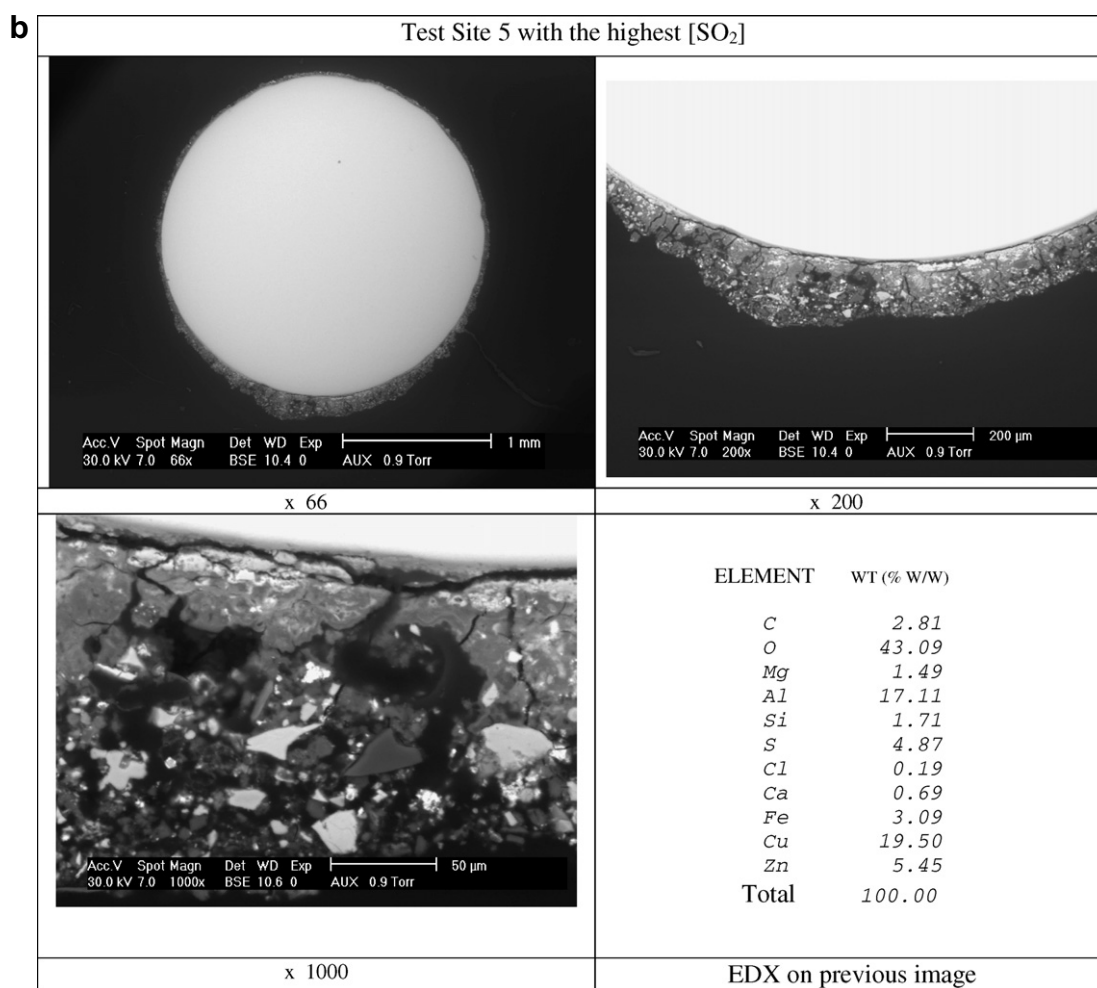 b
Test Site 5 with the highest [SO₂]
Acc.V Spot Magn Det WD Exp 1 mm
30.0 kV 7.0 66x BSE 10.4 0 AUX 0.9 Torr
Acc.V Spot Magn Det WD Exp 200 µm
30.0 kV 7.0 200x BSE 10.4 0 AUX 0.9 Torr
x 66
x 200
Acc.V Spot Magn Det WD Exp 50 µm
30.0 kV 7.0 1000x BSE 10.6 0 AUX 0.9 Torr
ELEMENT WT (% W/W)
C 2.81
O 43.09
Mg 1.49
Al 17.11
Si 1.71
S 4.87
Cl 0.19
Ca 0.69
Fe 3.09
Cu 19.50
Zn 5.45
Total 100.00
x 1000
EDX on previous image